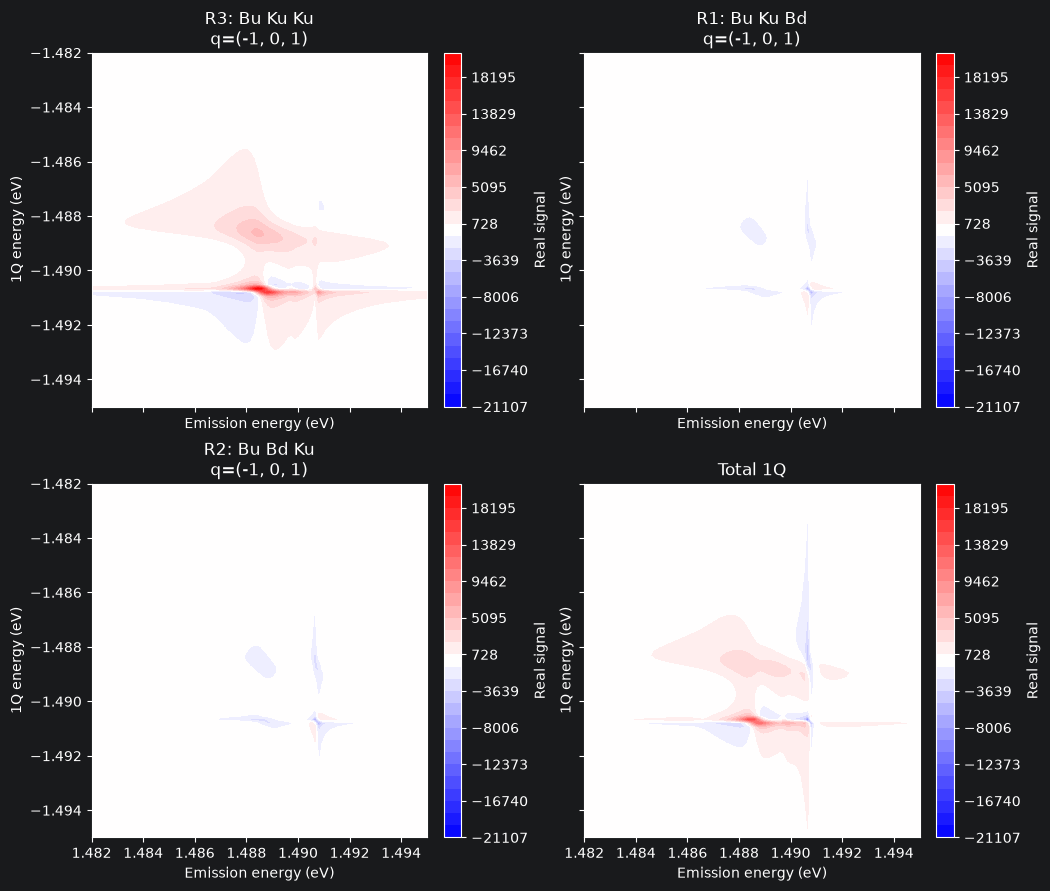 R3: Bu Ku Ku
q=(-1, 0, 1)
−1.482
−1.484
−1.486
−1.488
−1.490
−1.492
−1.494
1Q energy (eV)
Emission energy (eV)
18195
13829
9462
5095
728
−3639
−8006
−12373
−16740
−21107
Real signal
R1: Bu Ku Bd
q=(-1, 0, 1)
1Q energy (eV)
Emission energy (eV)
18195
13829
9462
5095
728
−3639
−8006
−12373
−16740
−21107
Real signal
R2: Bu Bd Ku
q=(-1, 0, 1)
−1.482
−1.484
−1.486
−1.488
−1.490
−1.492
−1.494
1Q energy (eV)
1.482 1.484 1.486 1.488 1.490 1.492 1.494
Emission energy (eV)
18195
13829
9462
5095
728
−3639
−8006
−12373
−16740
−21107
Real signal
Total 1Q
1Q energy (eV)
1.482 1.484 1.486 1.488 1.490 1.492 1.494
Emission energy (eV)
18195
13829
9462
5095
728
−3639
−8006
−12373
−16740
−21107
Real signal